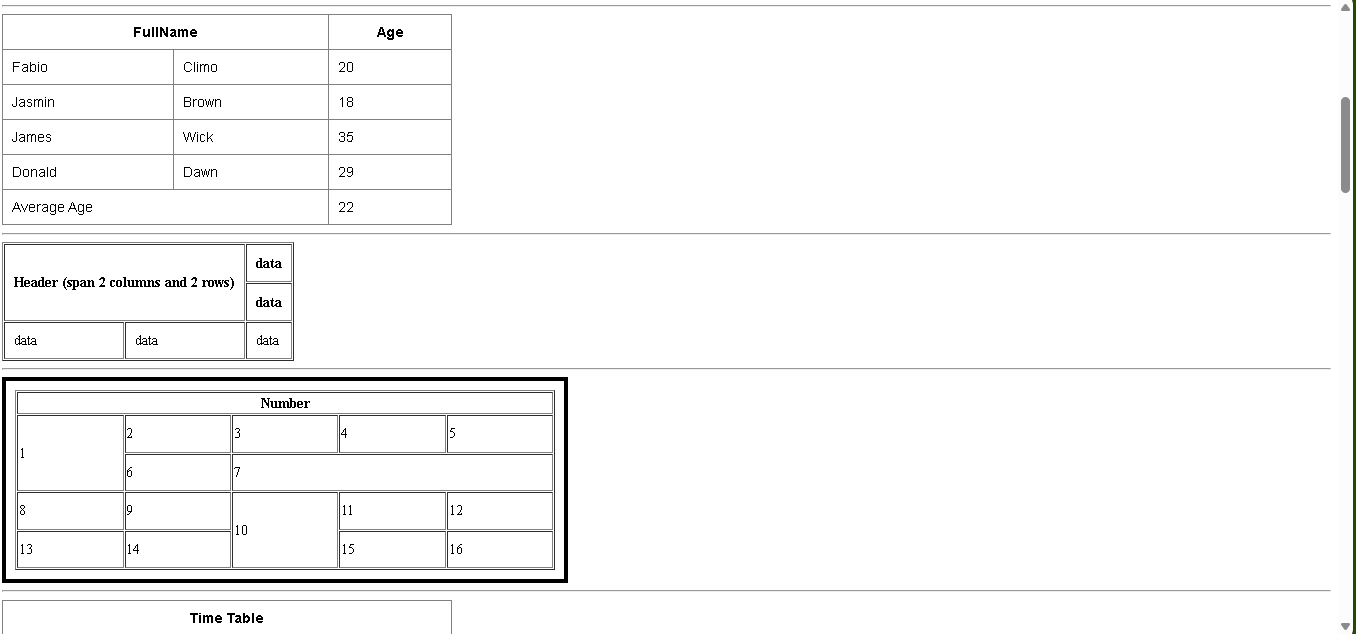 FullName Age
Fabio Climo 20
Jasmin Brown 18
James Wick 35
Donald Dawn 29
Average Age 22
data
Header (span 2 columns and 2 rows)
data
data data data
Number
2 3 4 5
1
6 7
8 9 11 12
10
13 14 15 16
Time Table